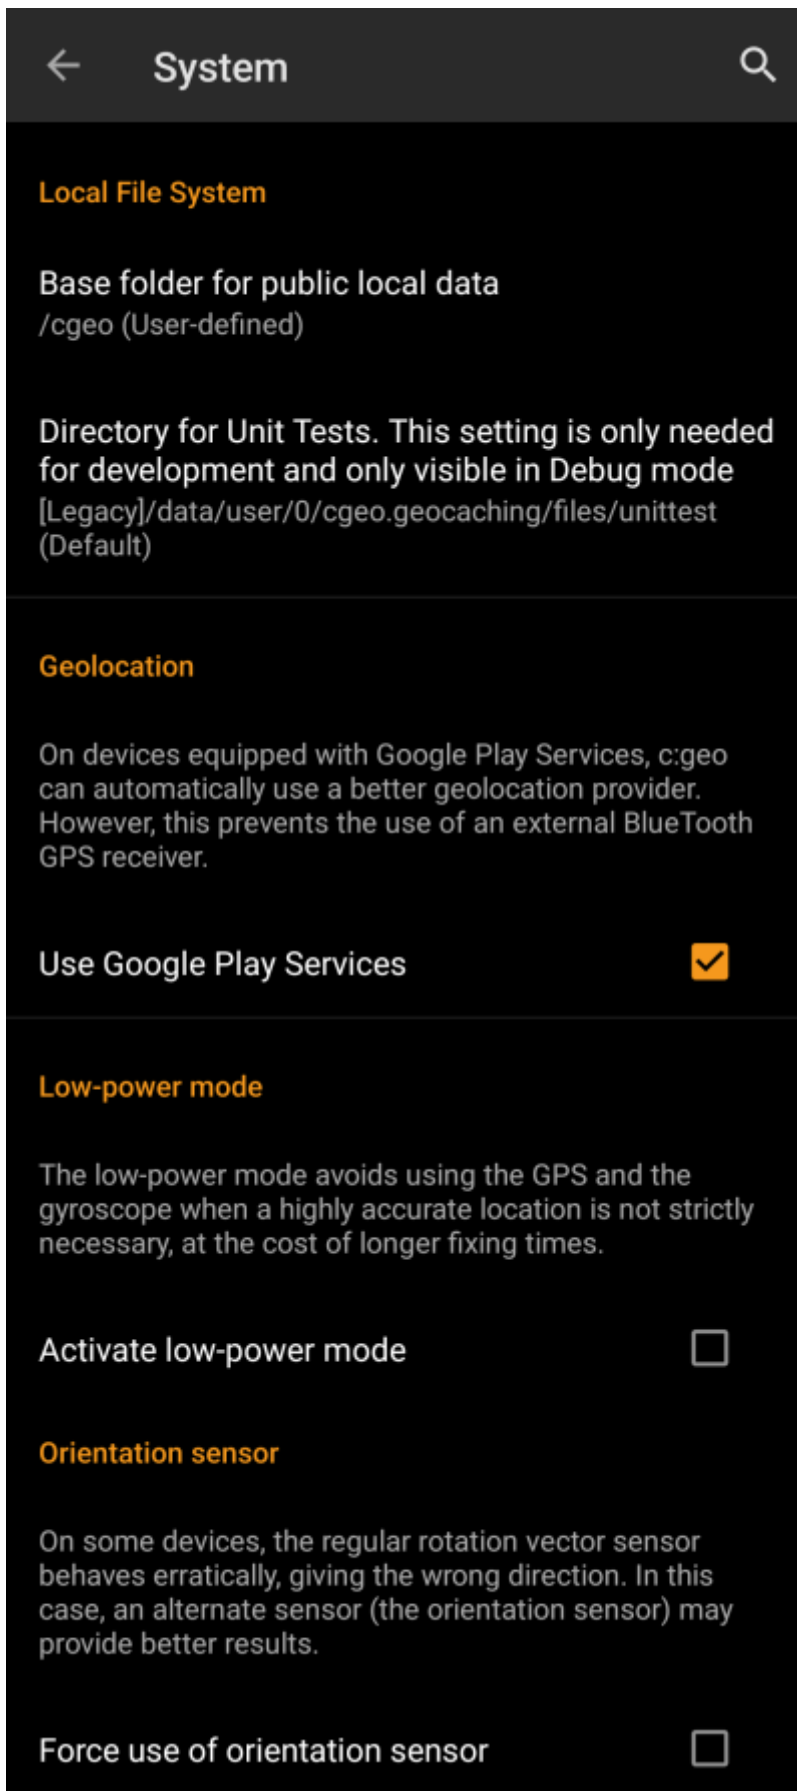 System
Local File System
Base folder for public local data
/cgeo (User-defined)
Directory for Unit Tests. This setting is only needed
for development and only visible in Debug mode
[Legacy]/data/user/0/cgeo.geocaching/files/unittest
(Default)
Geolocation
On devices equipped with Google Play Services, c:geo
can automatically use a better geolocation provider.
However, this prevents the use of an external BlueTooth
GPS receiver.
Use Google Play Services
Low-power mode
The low-power mode avoids using the GPS and the
gyroscope when a highly accurate location is not strictly
necessary, at the cost of longer fixing times.
Activate low-power mode
Orientation sensor
On some devices, the regular rotation vector sensor
behaves erratically, giving the wrong direction. In this
case, an alternate sensor (the orientation sensor) may
provide better results.
Force use of orientation sensor